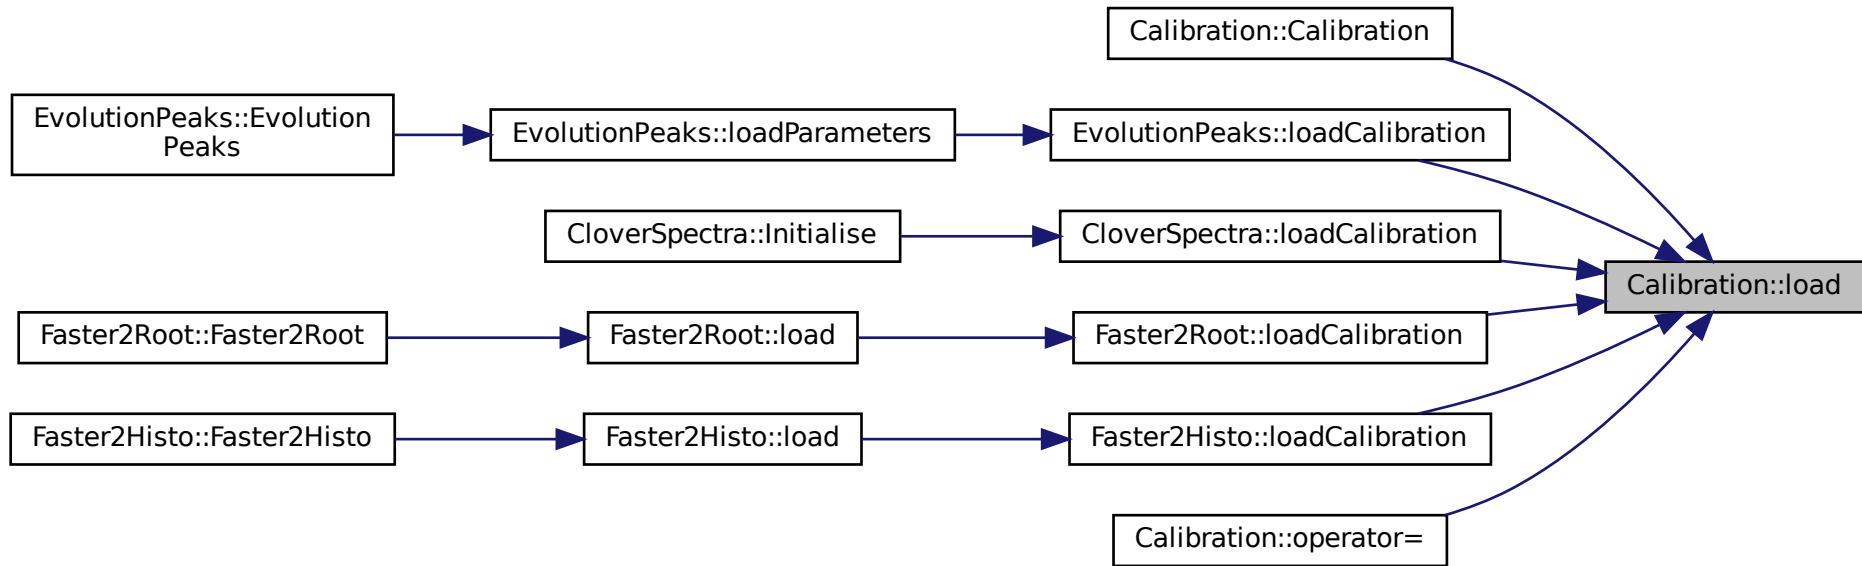 Calibration::Calibration
EvolutionPeaks::Evolution
Peaks
EvolutionPeaks::loadParameters
EvolutionPeaks::loadCalibration
CloverSpectra::Initialise
CloverSpectra::loadCalibration
Calibration::load
Faster2Root::Faster2Root
Faster2Root::load
Faster2Root::loadCalibration
Faster2Histo::Faster2Histo
Faster2Histo::load
Faster2Histo::loadCalibration
Calibration::operator=